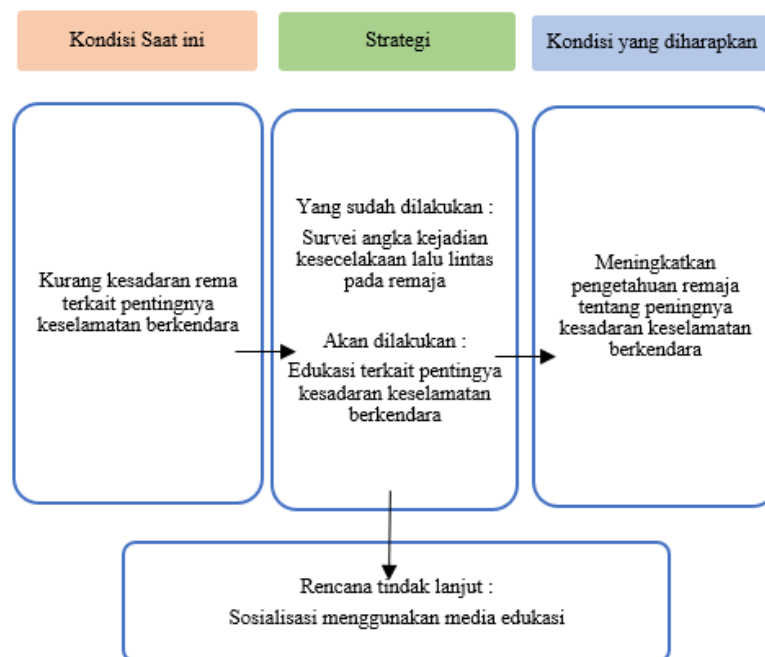 Kondisi Saat ini
Strategi
Kondisi yang diharapkan
Kurang kesadaran rema
terkait pentingnya
keselamatan berkendara
Yang sudah dilakukan :
Survei angka kejadian
kesecelakaan lalu lintas
pada remaja
Akan dilakukan :
Edukasi terkait pentingya
kesadaran keselamatan
berkendara
Meningkatkan
pengetahuan remaja
tentang peningnya
kesadaran keselamatan
berkendara
Rencana tindak lanjut :
Sosialisasi menggunakan media edukasi